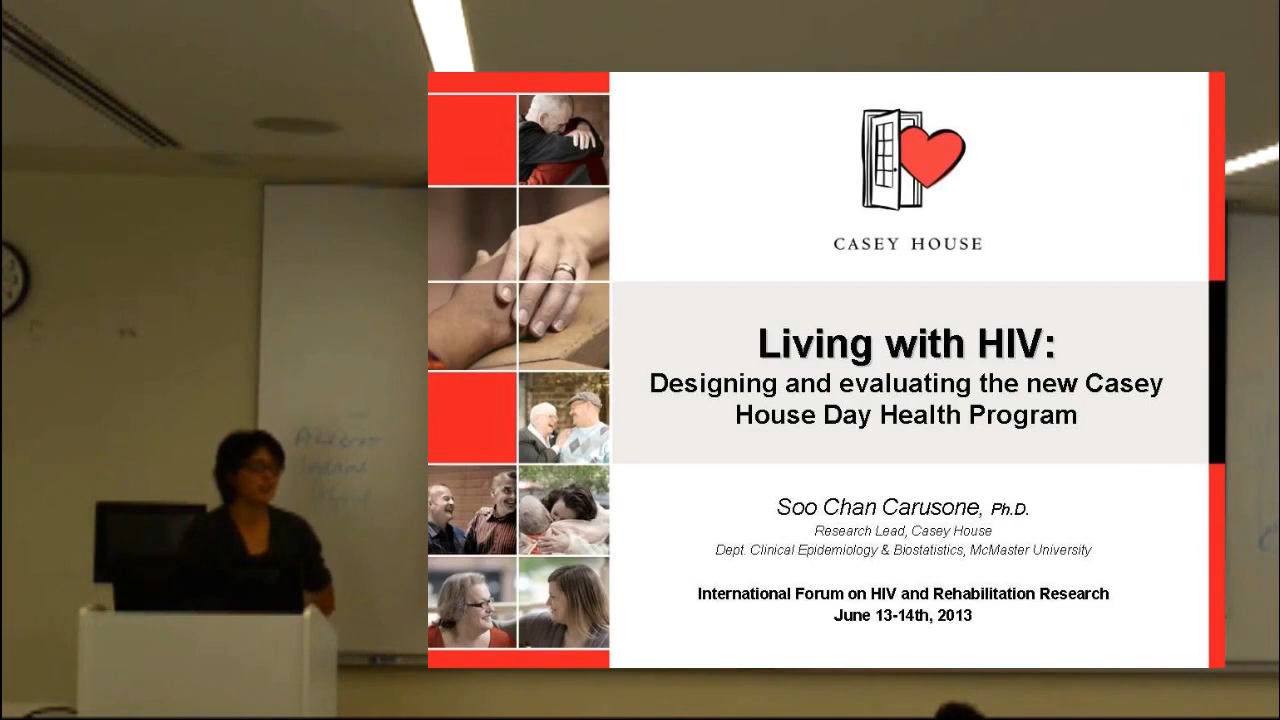 CASEY HOUSE
Living with HIV:
Designing and evaluating the new Casey
House Day Health Program
Soo Chan Carusone, Ph.D.
Research Lead, Casey House
Dept. Clinical Epidemiology & Biostatistics, McMaster University
International Forum on HIV and Rehabilitation Research
June 13-14th, 2013